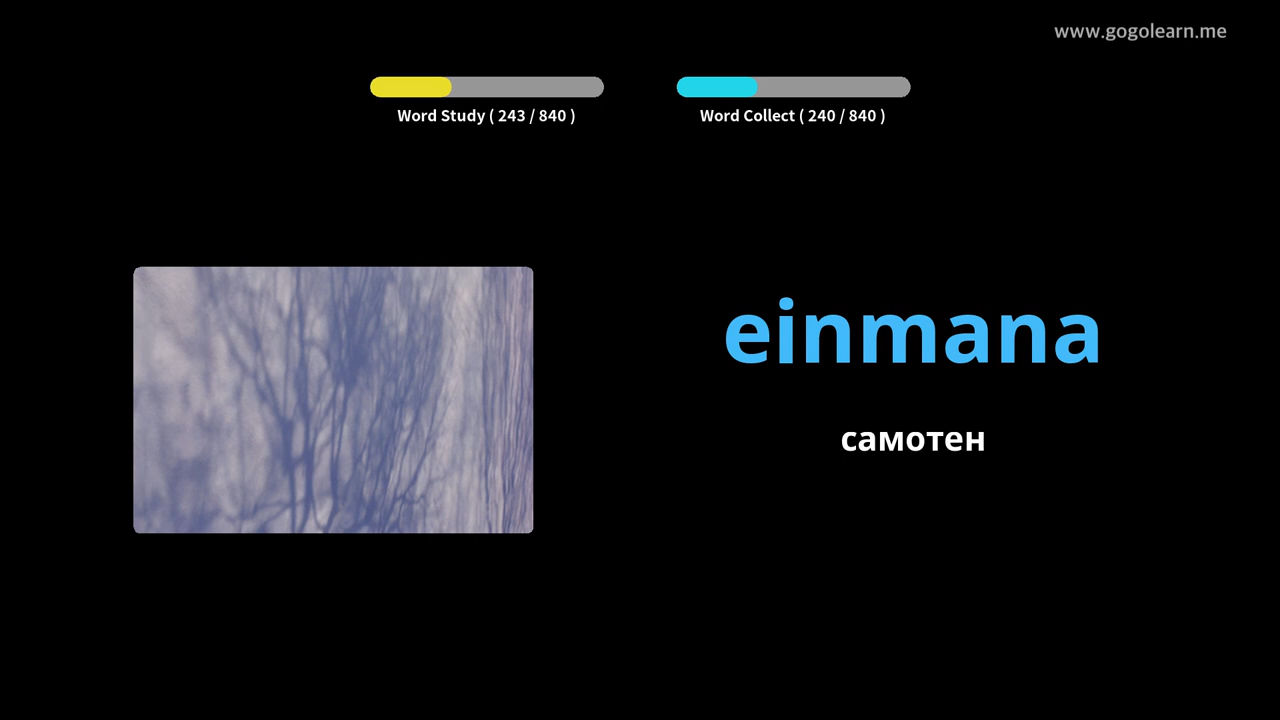 www.gogolearn.me
Word Study ( 243 / 840 )
Word Collect ( 240 / 840 )
einmana
самотен